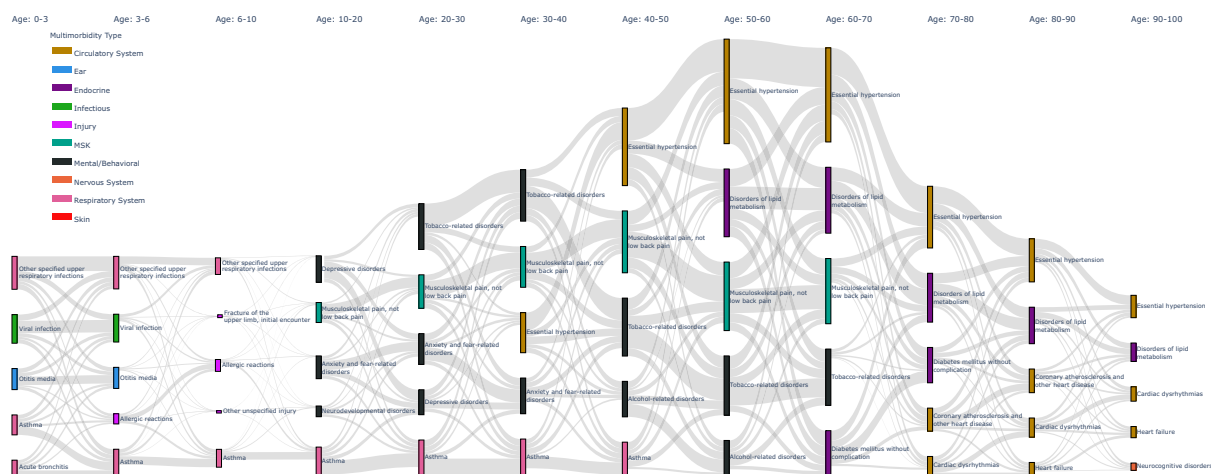 Age: 0-3
Age: 3-6
Age: 6-10
Age: 10-20
Age: 20-30
Age: 30-40
Age: 40-50
Age: 50-60
Age: 60-70
Age: 70-80
Age: 80-90
Age: 90-100
Multimorbidity Type
Circulatory System
Ear
Endocrine
Infectious
Injury
MSK
Mental/Behavioral
Nervous System
Respiratory System
Skin
Other specified upper
respiratory infections
Viral infection
Otitis media
Asthma
Acute bronchitis
Other specified upper
respiratory infections
Viral infection
Otitis media
Allergic reactions
Asthma
Other specified upper
respiratory infections
Fracture of the
upper limb, initial encounter
Allergic reactions
Other unspecified injury
Asthma
Depressive disorders
Musculoskeletal pain, not
low back pain
Anxiety and fear-related
disorders
Neurodevelopmental disorders
Asthma
Tobacco-related disorders
Musculoskeletal pain, not
low back pain
Anxiety and fear-related
disorders
Depressive disorders
Asthma
Tobacco-related disorders
Musculoskeletal pain, not
low back pain
Essential hypertension
Anxiety and fear-related
disorders
Asthma
Essential hypertension
Musculoskeletal pain, not
low back pain
Tobacco-related disorders
Alcohol-related disorders
Asthma
Essential hypertension
Disorders of lipid
metabolism
Musculoskeletal pain, not
low back pain
Tobacco-related disorders
Alcohol-related disorders
Essential hypertension
Disorders of lipid
metabolism
Musculoskeletal pain, not
low back pain
Tobacco-related disorders
Diabetes mellitus without
complication
Essential hypertension
Disorders of lipid
metabolism
Diabetes mellitus without
complication
Coronary atherosclerosis and
other heart disease
Cardiac dysrhythmias
Essential hypertension
Disorders of lipid
metabolism
Coronary atherosclerosis and
other heart disease
Cardiac dysrhythmias
Heart failure
Essential hypertension
Disorders of lipid
metabolism
Cardiac dysrhythmias
Heart failure
Neurocognitive disorders